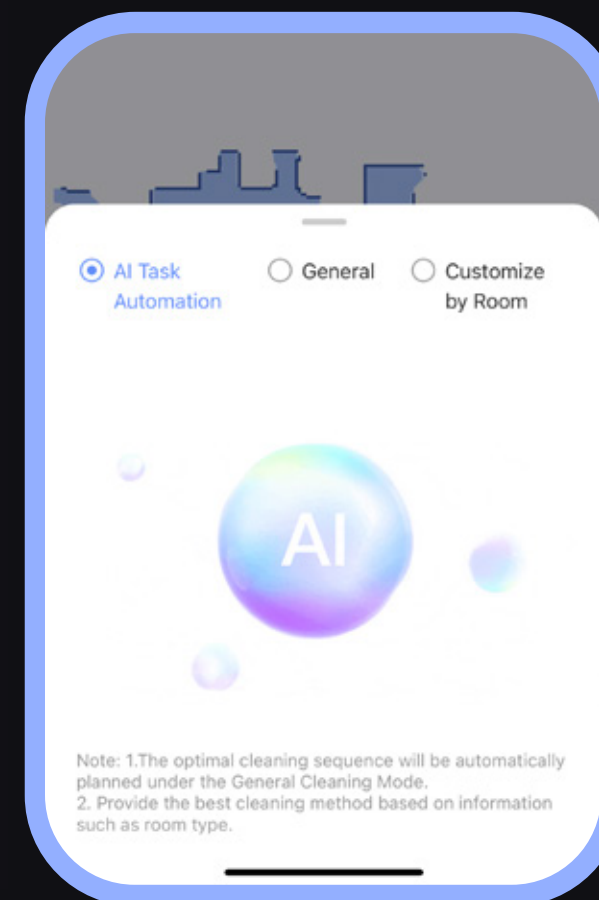 AI Task Automation
General
Customize by Room
AI
Note: 1.The optimal cleaning sequence will be automatically
planned under the General Cleaning Mode.
2. Provide the best cleaning method based on information
such as room type.